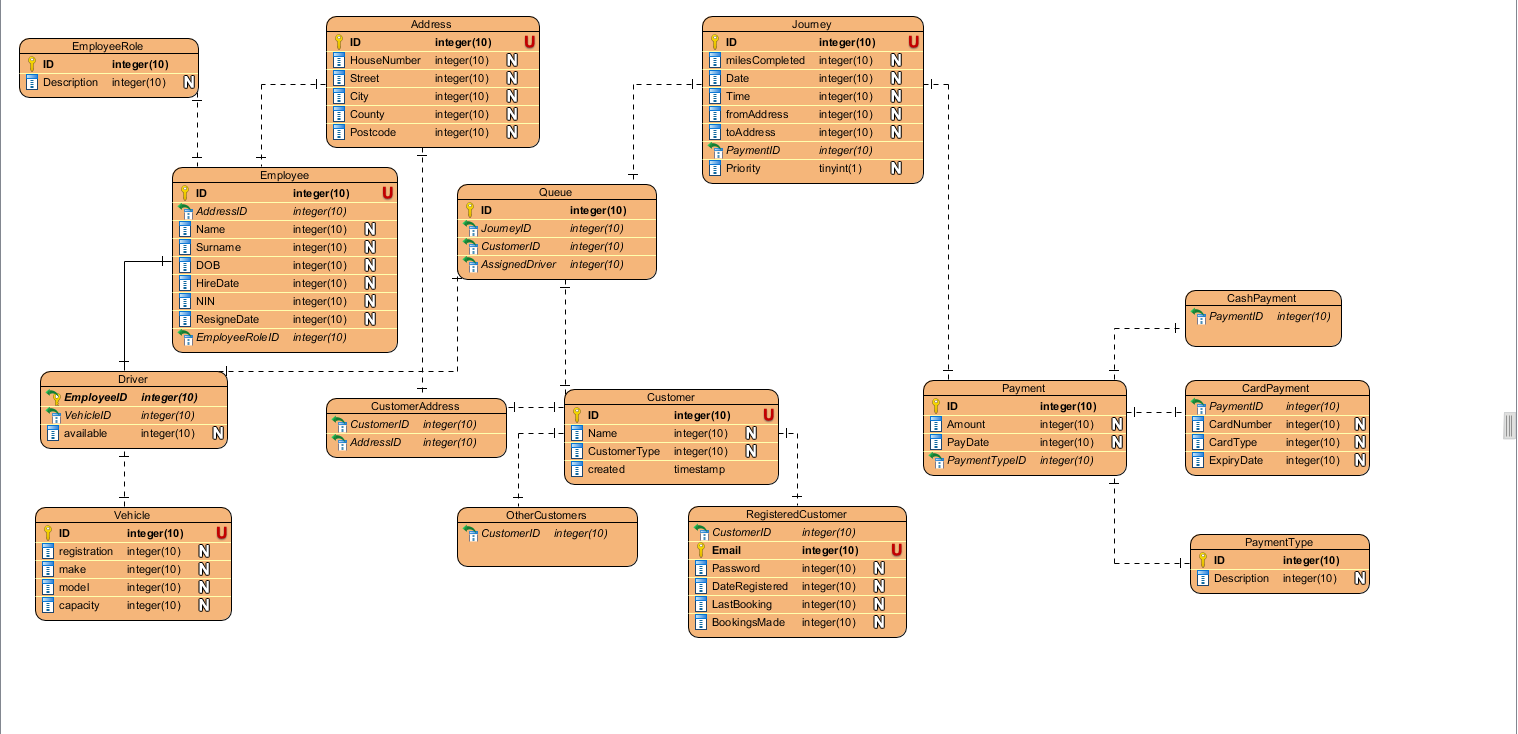 EmployeeRole
ID integer(10)
Description integer(10) N
Address
ID integer(10) U
HouseNumber integer(10) N
Street integer(10) N
City integer(10) N
County integer(10) N
Postcode integer(10) N
Journey
ID integer(10) U
milesCompleted integer(10) N
Date integer(10) N
Time integer(10) N
fromAddress integer(10) N
toAddress integer(10) N
PaymentID integer(10)
Priority tinyint(1) N
Employee
ID integer(10) U
AddressID integer(10)
Name integer(10) N
Surname integer(10) N
DOB integer(10) N
HireDate integer(10) N
NIN integer(10) N
ResigneDate integer(10) N
EmployeeRoleID integer(10)
Queue
ID integer(10)
JourneyID integer(10)
CustomerID integer(10)
AssignedDriver integer(10)
CashPayment
PaymentID integer(10)
Driver
EmployeeID integer(10)
VehicleID integer(10)
available integer(10) N
CustomerAddress
CustomerID integer(10)
AddressID integer(10)
Customer
ID integer(10) U
Name integer(10) N
CustomerType integer(10) N
created timestamp
Payment
ID integer(10)
Amount integer(10) N
PayDate integer(10) N
PaymentTypeID integer(10)
CardPayment
PaymentID integer(10)
CardNumber integer(10) N
CardType integer(10) N
ExpiryDate integer(10) N
Vehicle
ID integer(10) U
registration integer(10) N
make integer(10) N
model integer(10) N
capacity integer(10) N
OtherCustomers
CustomerID integer(10)
RegisteredCustomer
CustomerID integer(10)
Email integer(10) U
Password integer(10) N
DateRegistered integer(10) N
LastBooking integer(10) N
BookingsMade integer(10) N
PaymentType
ID integer(10)
Description integer(10) N